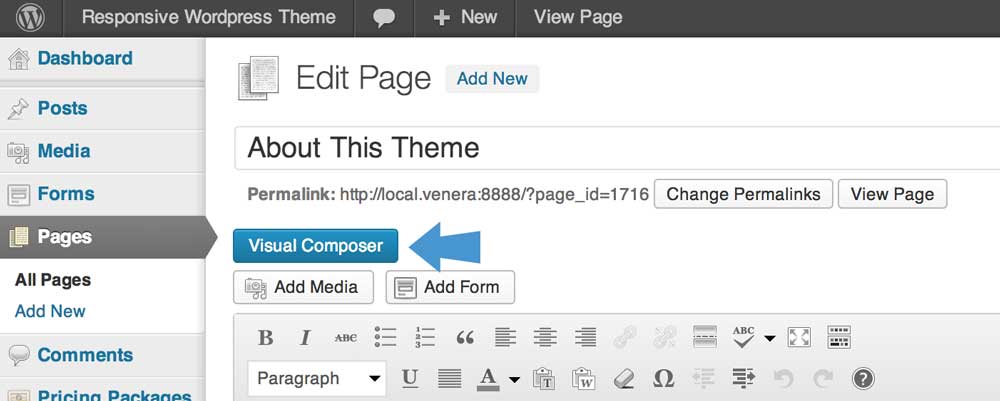 Responsive Wordpress Theme + New View Page
Dashboard
Posts
Media
Forms
Pages
All Pages
Add New
Comments
Pricing Packages
Edit Page Add New
About This Theme
Permalink: http://local.venera:8888/?page_id=1716 Change Permalinks View Page
Visual Composer
Add Media Add Form
B I ABC ABC
Paragraph U A T W Ω ?